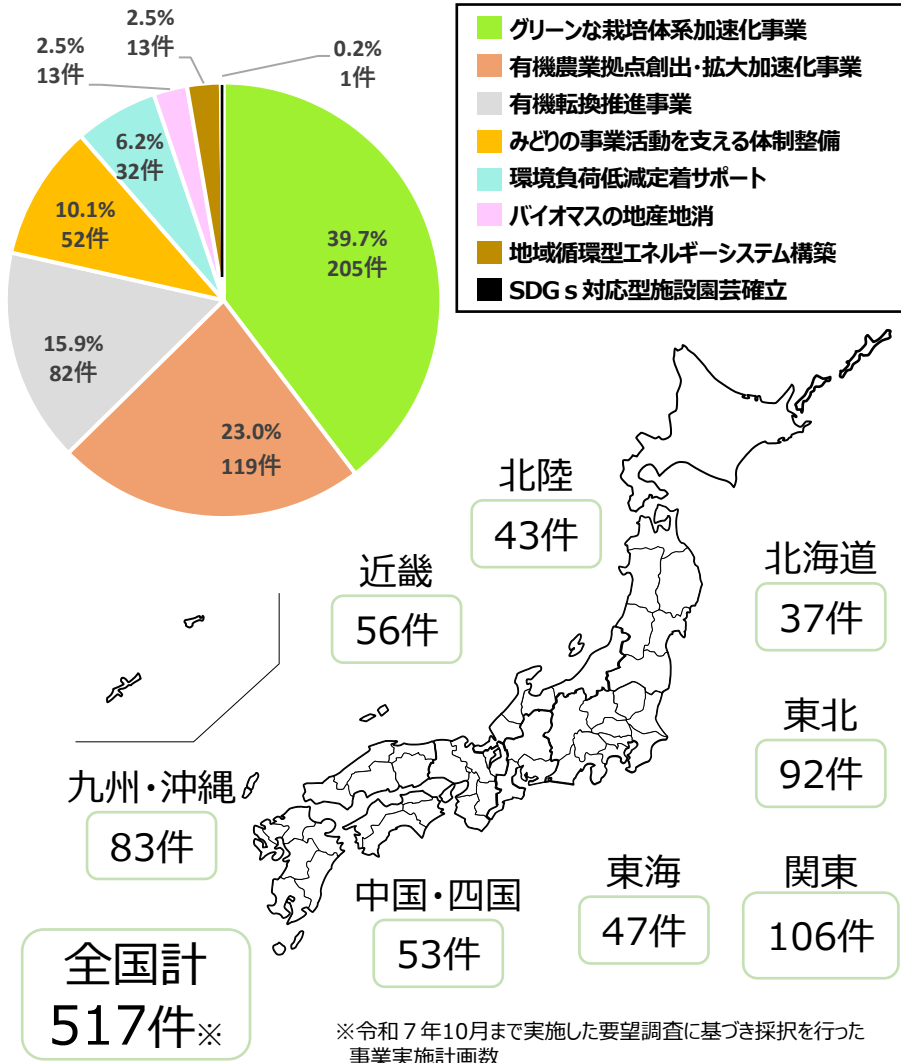 2.5%
13件
2.5%
13件
0.2%
1件
6.2%
32件
10.1%
52件
39.7%
205件
15.9%
82件
23.0%
119件
グリーンな栽培体系加速化事業
有機農業拠点創出・拡大加速化事業
有機転換推進事業
みどりの事業活動を支える体制整備
環境負荷低減定着サポート
バイオマスの地産地消
地域循環型エネルギーシステム構築
SDGｓ対応型施設園芸確立
北陸
43件
北海道
37件
近畿
56件
東北
92件
九州・沖縄
83件
中国・四国
53件
東海
47件
関東
106件
全国計
517件※
※令和７年10月まで実施した要望調査に基づき採択を行った
事業実施計画数